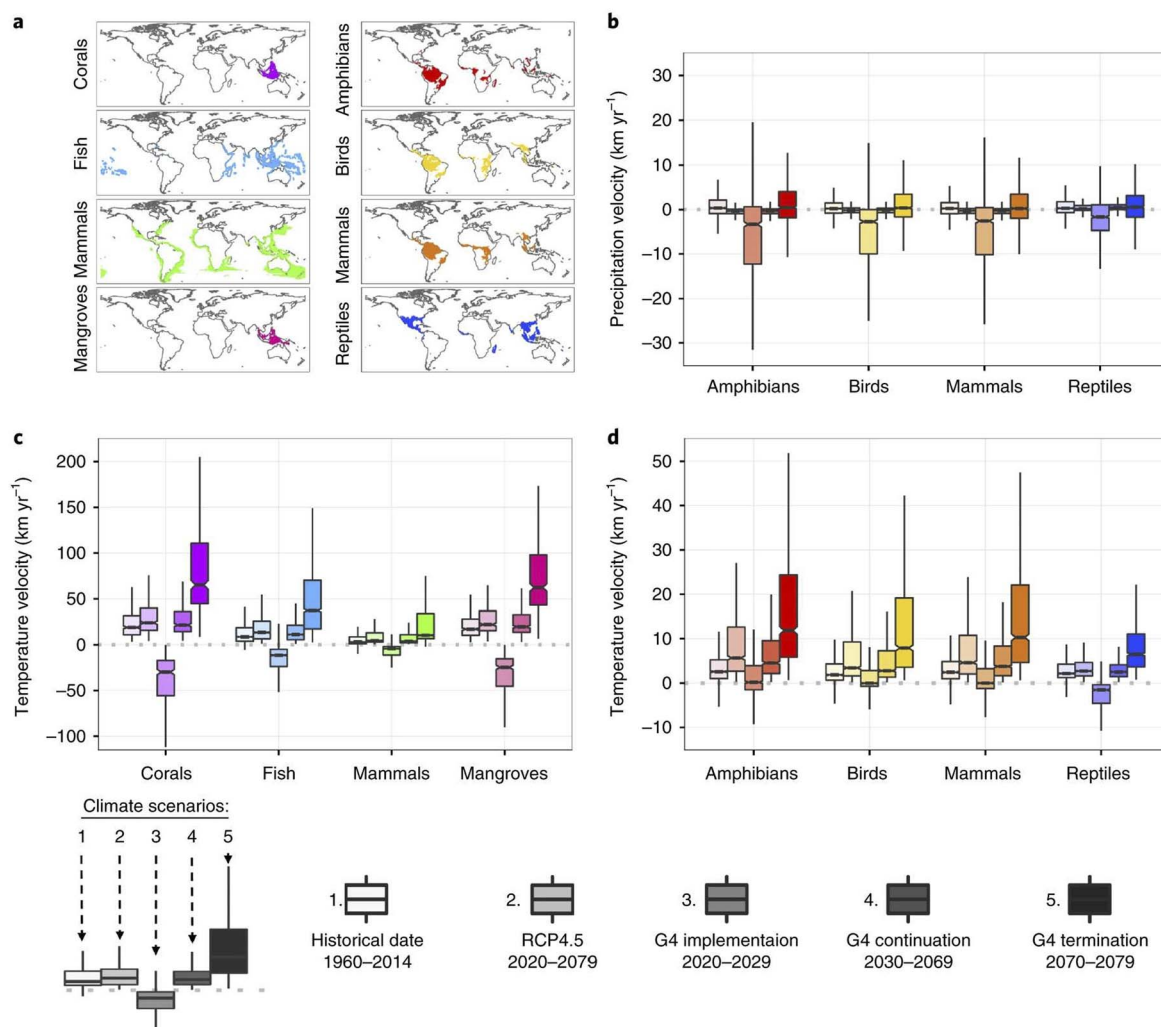 a
Corals
Fish
Mammals
Mangroves
Amphibians
Birds
Mammals
Reptiles
b
Precipitation velocity (km yr⁻¹)
30
20
10
0
−10
−20
−30
Amphibians Birds Mammals Reptiles
c
Temperature velocity (km yr⁻¹)
200
150
100
50
0
−50
−100
Corals Fish Mammals Mangroves
d
Temperature velocity (km yr⁻¹)
50
40
30
20
10
0
−10
Amphibians Birds Mammals Reptiles
Climate scenarios:
1 2 3 4 5
1.
Historical date
1960–2014
2.
RCP4.5
2020–2079
3.
G4 implementaion
2020–2029
4.
G4 continuation
2030–2069
5.
G4 termination
2070–2079